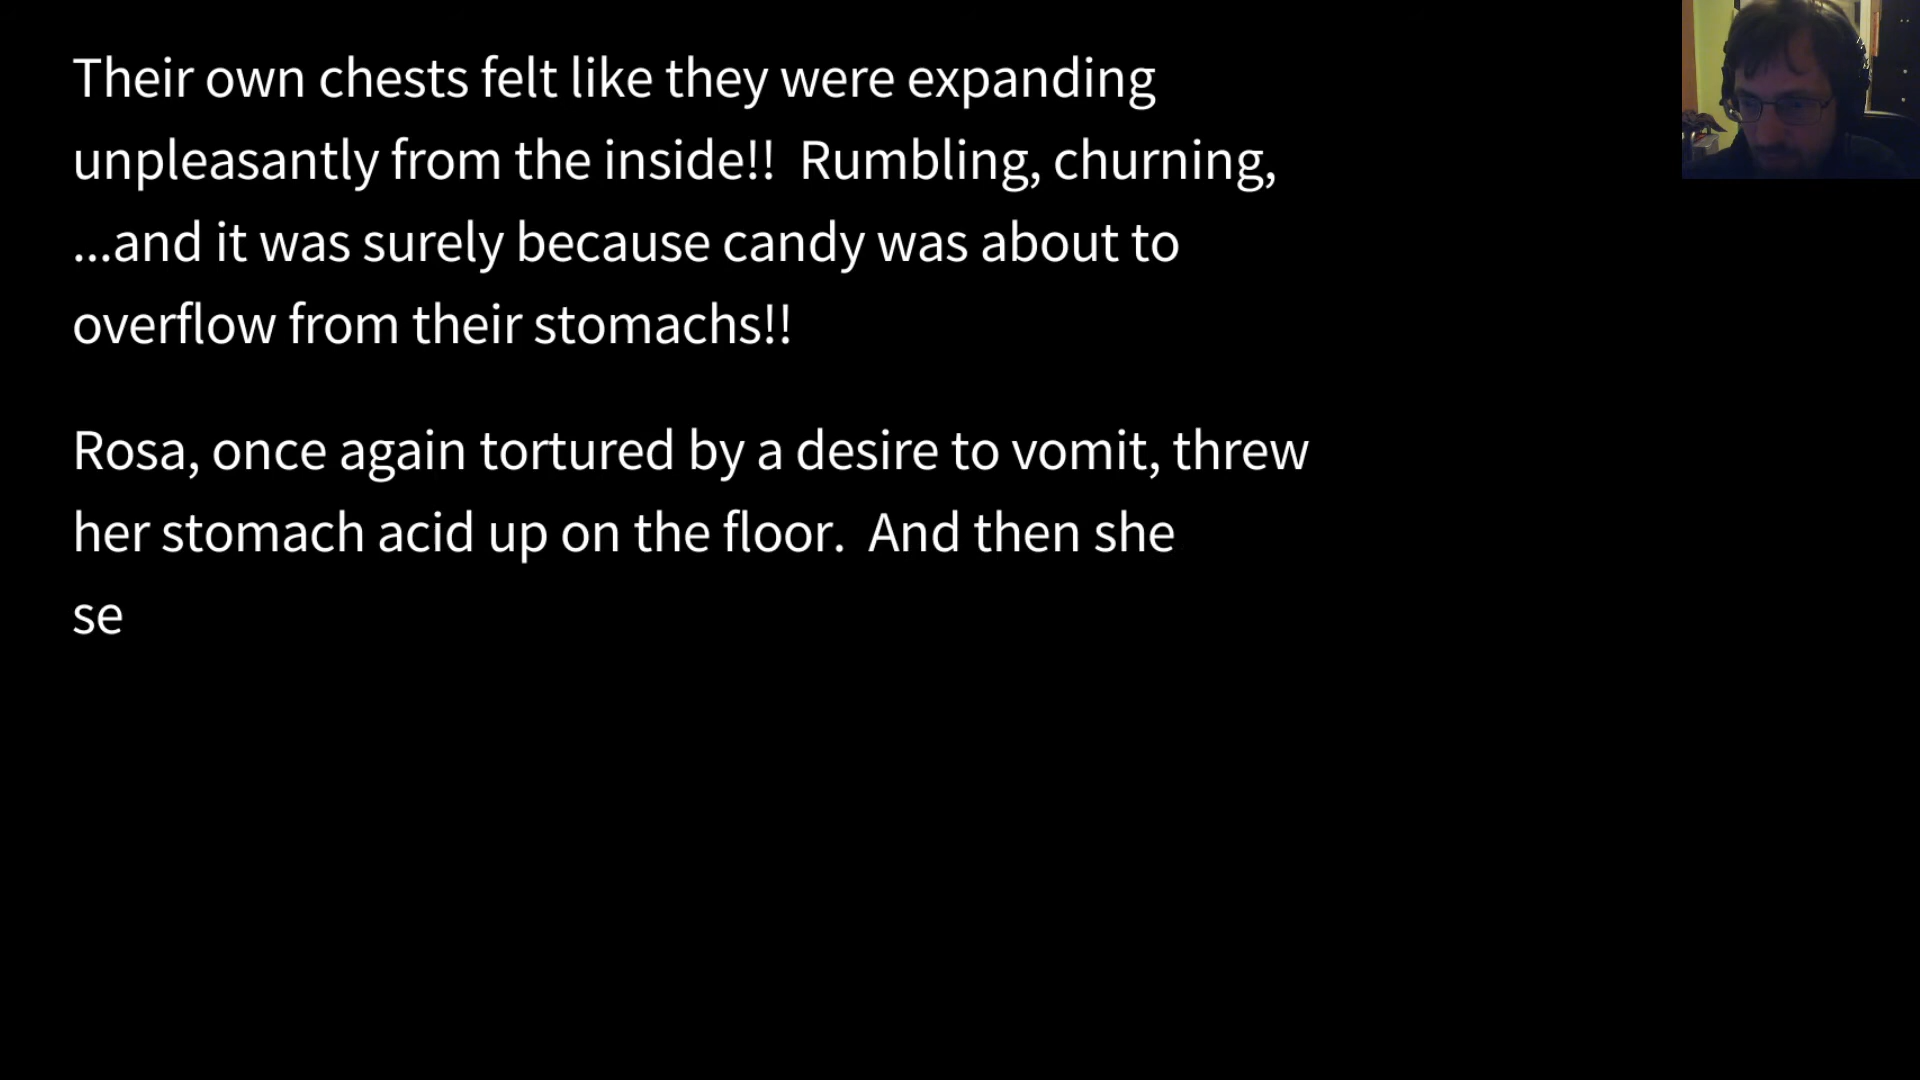 Their own chests felt like they were expanding
unpleasantly from the inside!!  Rumbling, churning,
...and it was surely because candy was about to
overflow from their stomachs!!
Rosa, once again tortured by a desire to vomit, threw
her stomach acid up on the floor.  And then she
se